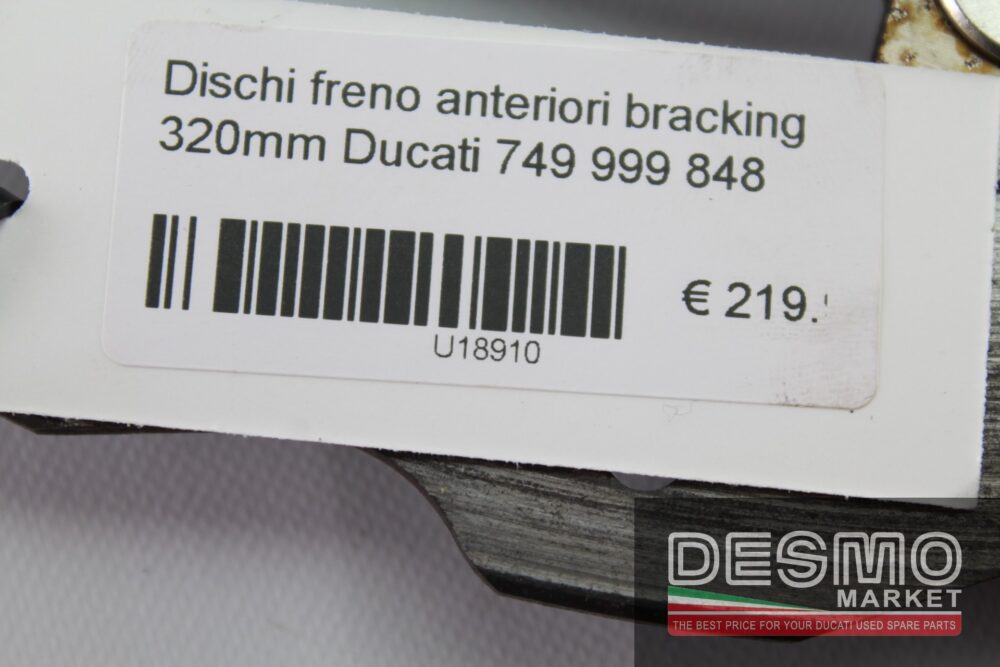 Dischi freno anteriori bracking
320mm Ducati 749 999 848
€ 219.
U18910
DESMO
MARKET
THE BEST PRICE FOR YOUR DUCATI USED SPARE PARTS